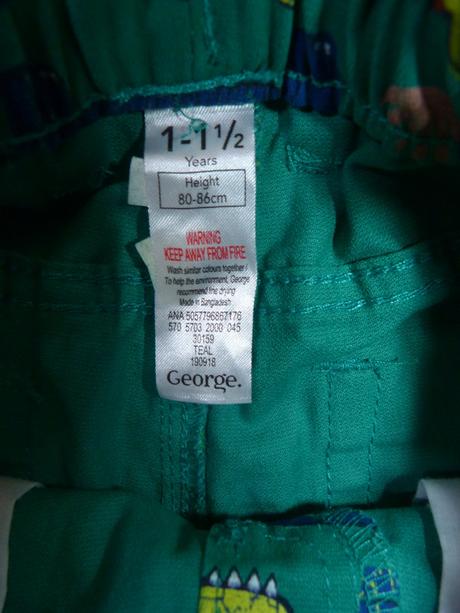 1-1½
Years
Height
80-86cm
WARNING
KEEP AWAY FROM FIRE
Wash similar colours together
To help the environment, George
recommend line drying
Made in Bangladesh
ANA 5057796867176
570 5703 2000 045
30159
TEAL
190918
George.